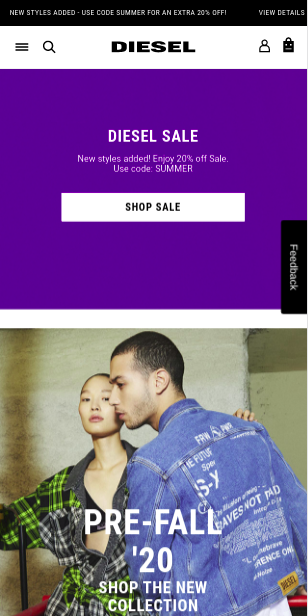 NEW STYLES ADDED - USE CODE SUMMER FOR AN EXTRA 20% OFF! VIEW DETAILS
DIESEL
DIESEL SALE
New styles added! Enjoy 20% off Sale.
Use code: SUMMER
SHOP SALE
Feedback
PRE-FALL
'20
SHOP THE NEW
COLLECTION